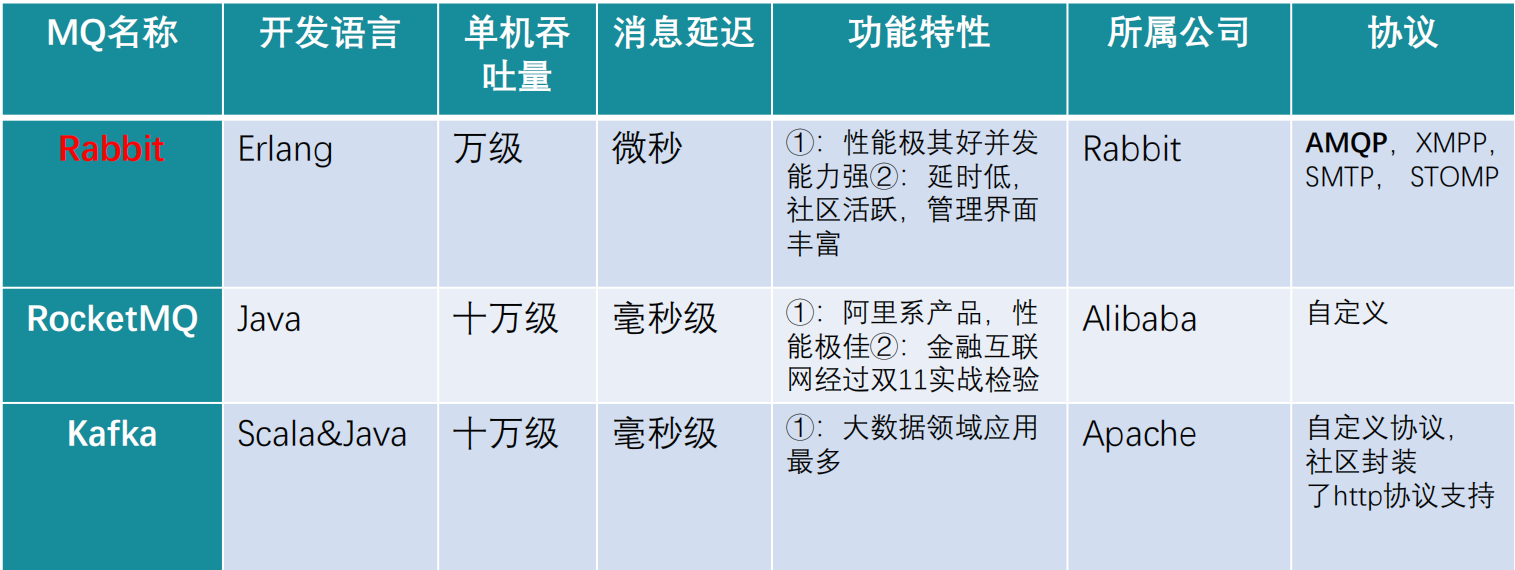 MQ名称
开发语言
单机吞
吐量
消息延迟
功能特性
所属公司
协议
Rabbit
Erlang
万级
微秒
①：性能极其好并发
能力强②：延时低，
社区活跃，管理界面
丰富
Rabbit
AMQP，XMPP，
SMTP， STOMP
RocketMQ
Java
十万级
毫秒级
①：阿里系产品，性
能极佳②：金融互联
网经过双11实战检验
Alibaba
自定义
Kafka
Scala&Java
十万级
毫秒级
①：大数据领域应用
最多
Apache
自定义协议，
社区封装
了http协议支持